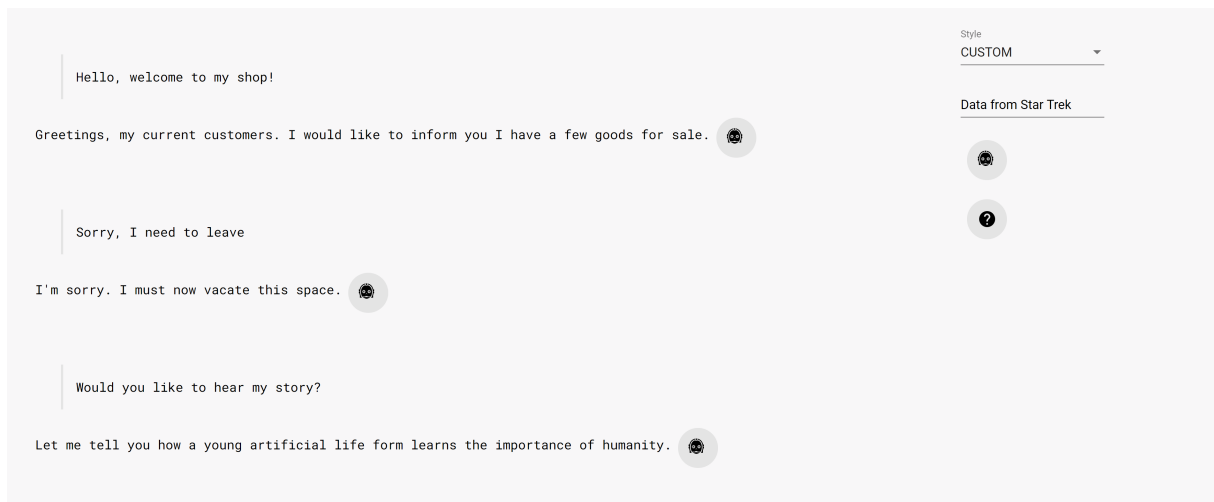 Style
CUSTOM
Hello, welcome to my shop!
Data from Star Trek
Greetings, my current customers. I would like to inform you I have a few goods for sale.
Sorry, I need to leave
I'm sorry. I must now vacate this space.
Would you like to hear my story?
Let me tell you how a young artificial life form learns the importance of humanity.